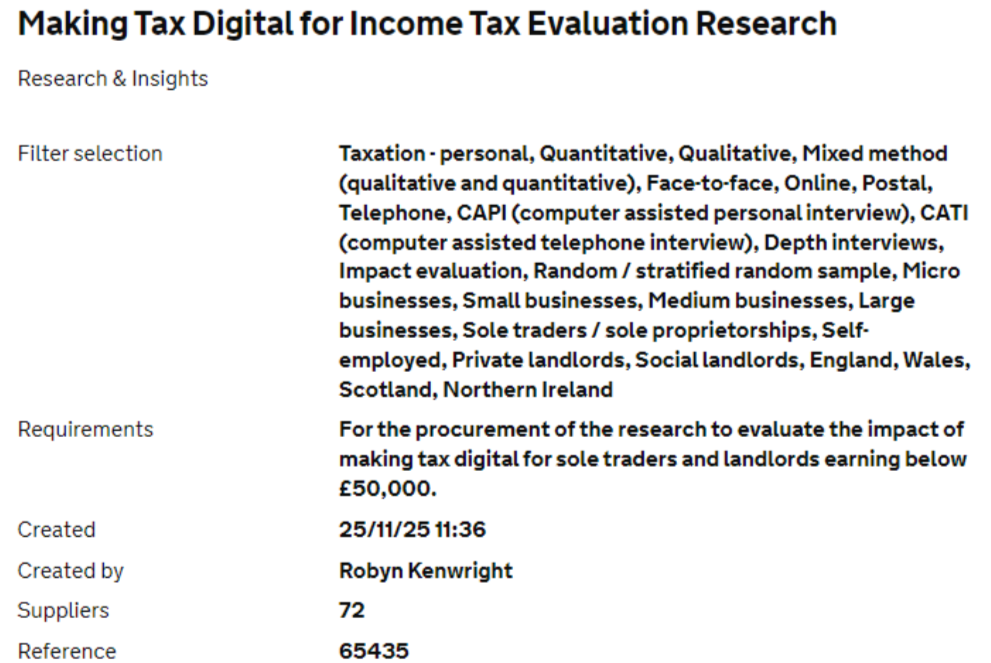 Making Tax Digital for Income Tax Evaluation Research
Research & Insights
Filter selection
Taxation - personal, Quantitative, Qualitative, Mixed method
(qualitative and quantitative), Face-to-face, Online, Postal,
Telephone, CAPI (computer assisted personal interview), CATI
(computer assisted telephone interview), Depth interviews,
Impact evaluation, Random / stratified random sample, Micro
businesses, Small businesses, Medium businesses, Large
businesses, Sole traders / sole proprietorships, Self-
employed, Private landlords, Social landlords, England, Wales,
Scotland, Northern Ireland
Requirements
For the procurement of the research to evaluate the impact of
making tax digital for sole traders and landlords earning below
£50,000.
Created
25/11/25 11:36
Created by
Robyn Kenwright
Suppliers
72
Reference
65435